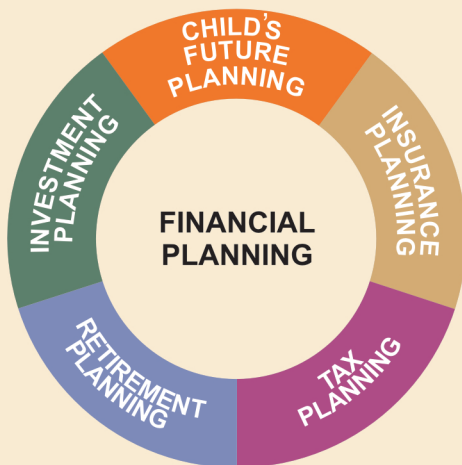 CHILD'S
FUTURE
PLANNING
INSURANCE
PLANNING
TAX
PLANNING
RETIREMENT
PLANNING
INVESTMENT
PLANNING
FINANCIAL
PLANNING